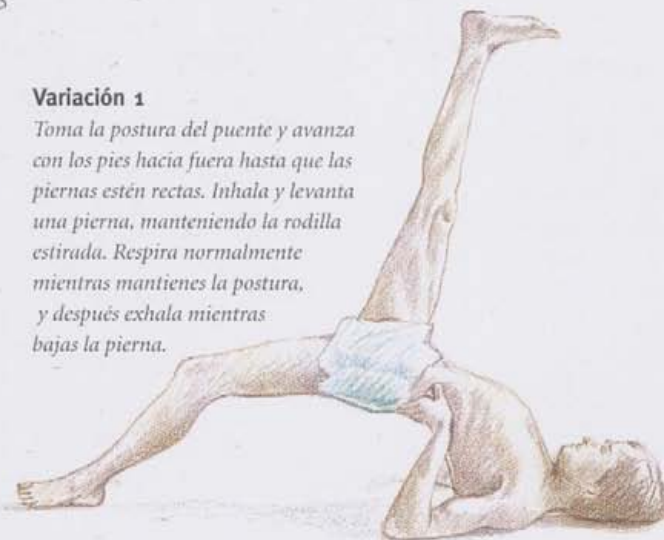 Variación 1
Toma la postura del puente y avanza
con los pies hacia fuera hasta que las
piernas estén rectas. Inhala y levanta
una pierna, manteniendo la rodilla
estirada. Respira normalmente
mientras mantienes la postura,
y después exhala mientras
bajas la pierna.